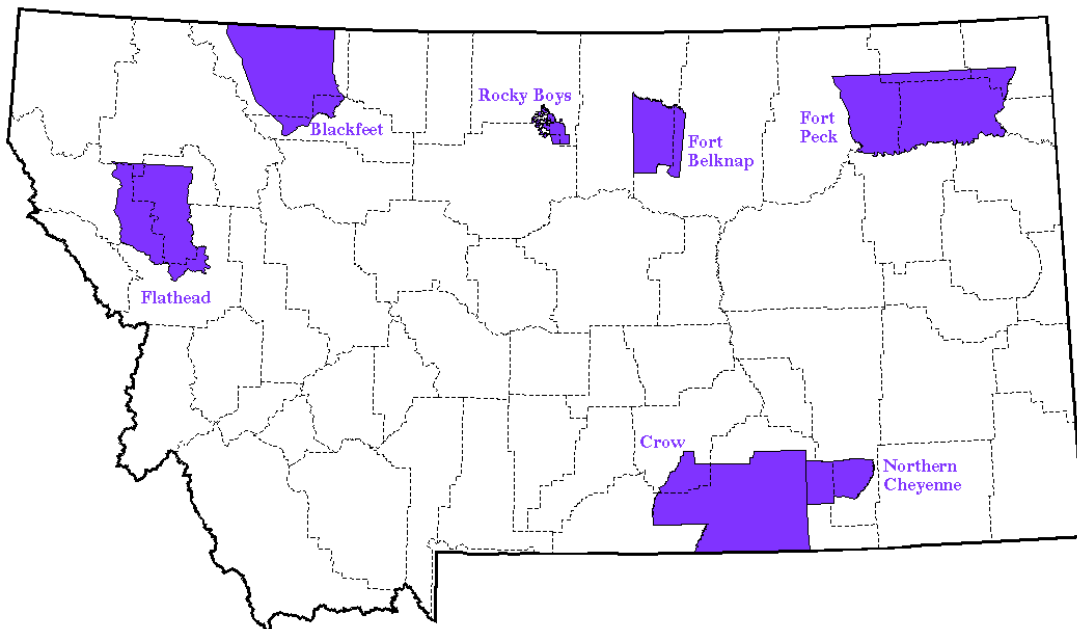 Rocky Boys
Blackfeet
Fort
Peck
Fort
Belknap
Flathead
Crow
Northern
Cheyenne